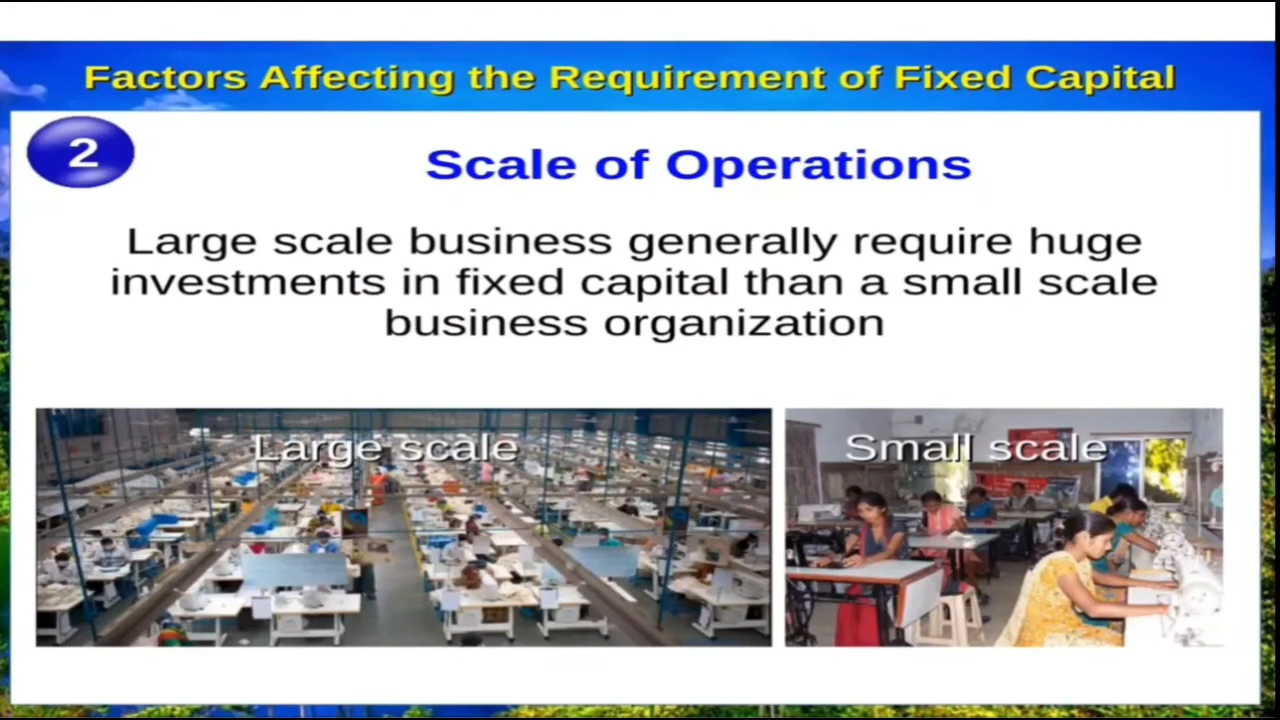 Factors Affecting the Requirement of Fixed Capital
2
Scale of Operations
Large scale business generally require huge
investments in fixed capital than a small scale
business organization
Large scale
Small scale